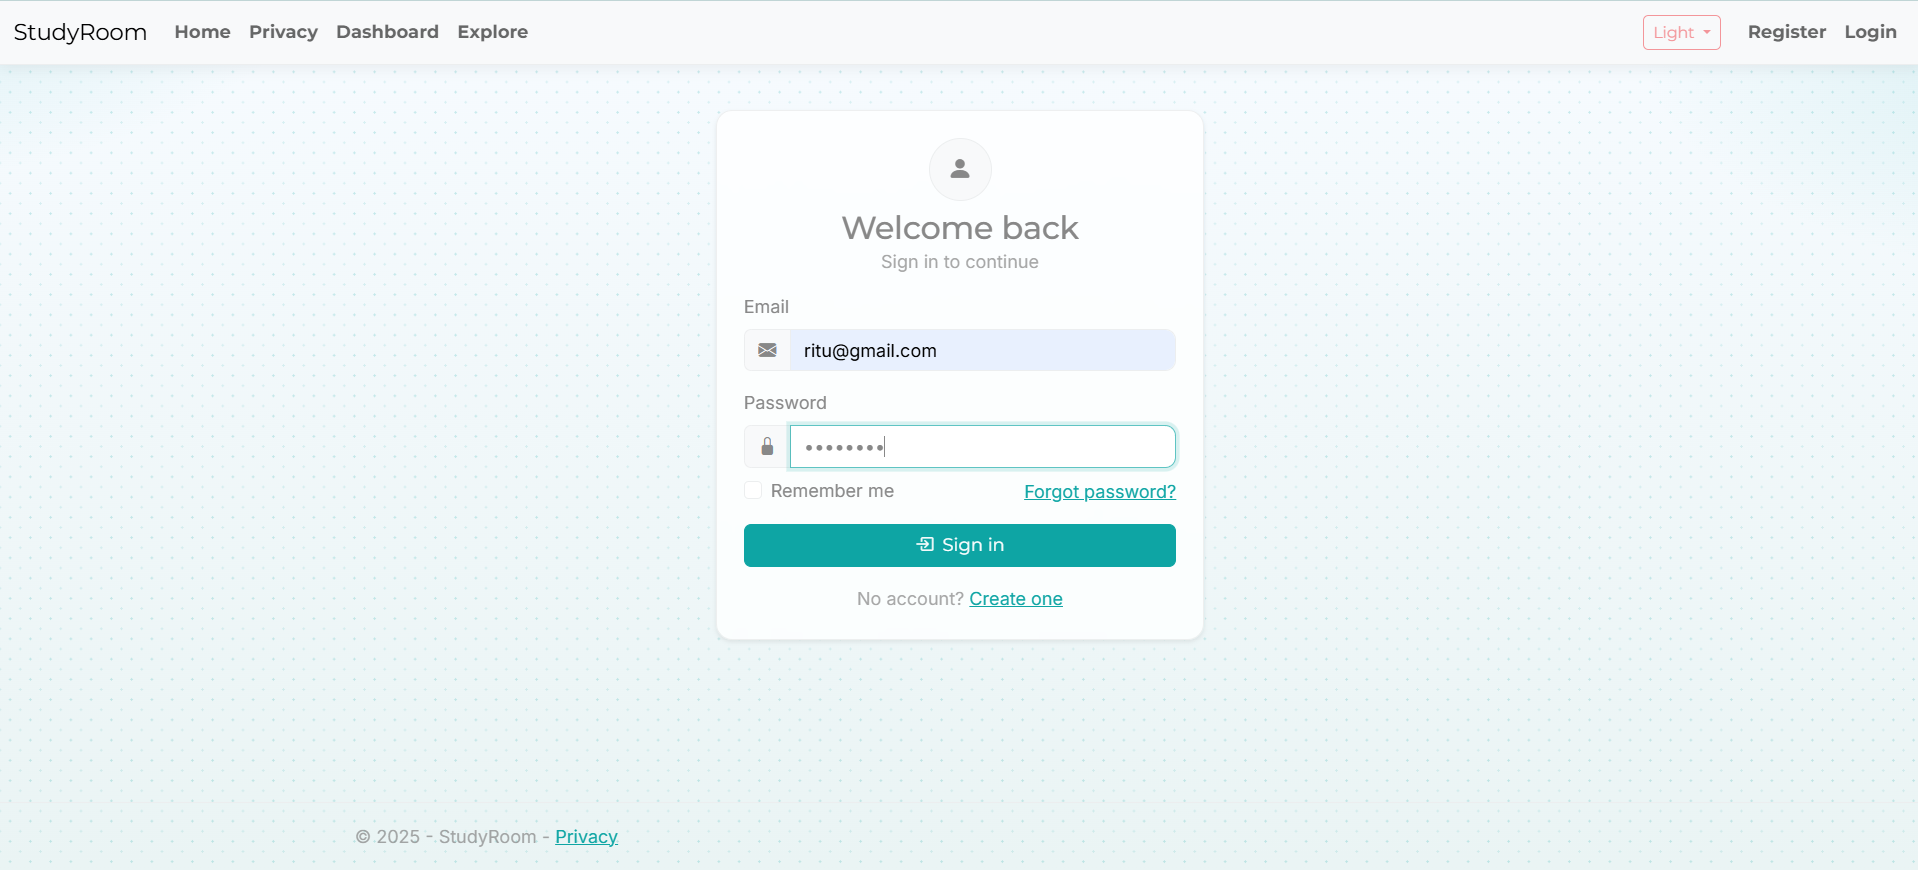 StudyRoom Home Privacy Dashboard Explore Light Register Login
Welcome back
Sign in to continue
Email
ritu@gmail.com
Password
••••••••
Remember me Forgot password?
Sign in
No account? Create one
© 2025 - StudyRoom - Privacy